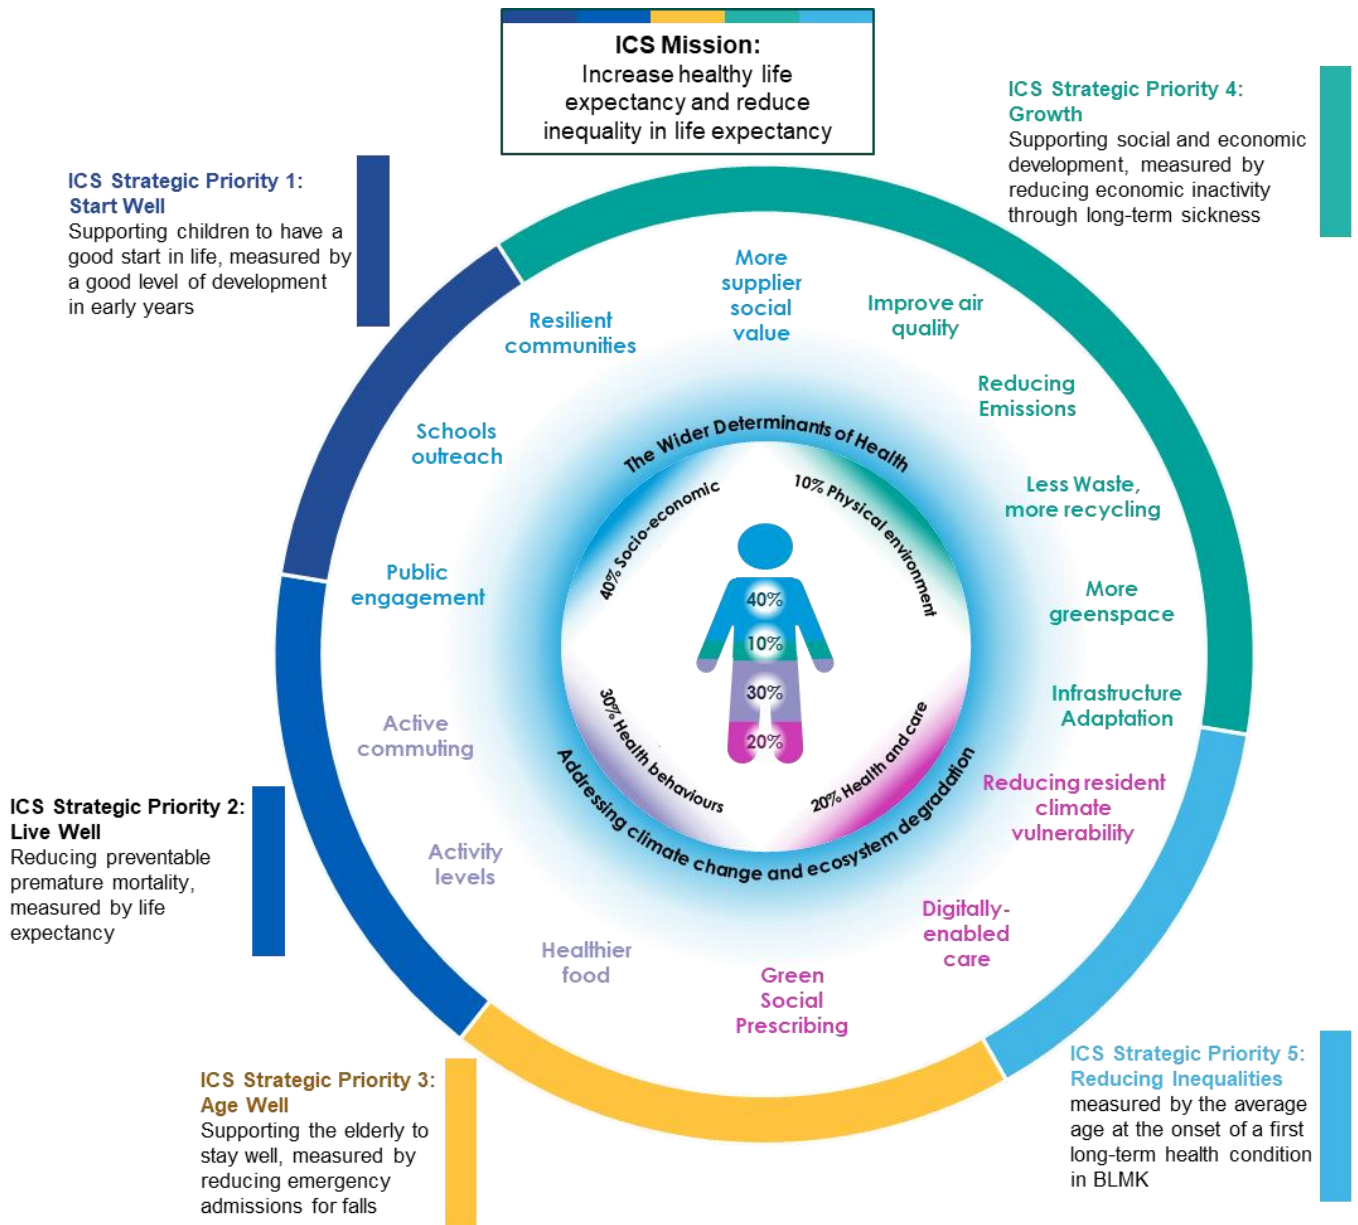 ICS Mission:
Increase healthy life
expectancy and reduce
inequality in life expectancy
ICS Strategic Priority 1:
Start Well
Supporting children to have a
good start in life, measured by
a good level of development
in early years
ICS Strategic Priority 4:
Growth
Supporting social and economic
development, measured by
reducing economic inactivity
through long-term sickness
More
supplier
social
value
Improve air
quality
Resilient
communities
Reducing
Emissions
Schools
outreach
Less Waste,
more recycling
Public
engagement
More
greenspace
Active
commuting
Infrastructure
Adaptation
Activity
levels
Reducing resident
climate
vulnerability
Healthier
food
Digitally-
enabled
care
Green
Social
Prescribing
The Wider Determinants of Health
40% Socio-economic
10% Physical environment
40%
10%
30%
20%
30% Health behaviours
20% Health and care
Addressing climate change and ecosystem degradation
ICS Strategic Priority 2:
Live Well
Reducing preventable
premature mortality,
measured by life
expectancy
ICS Strategic Priority 3:
Age Well
Supporting the elderly to
stay well, measured by
reducing emergency
admissions for falls
ICS Strategic Priority 5:
Reducing Inequalities
measured by the average
age at the onset of a first
long-term health condition
in BLMK